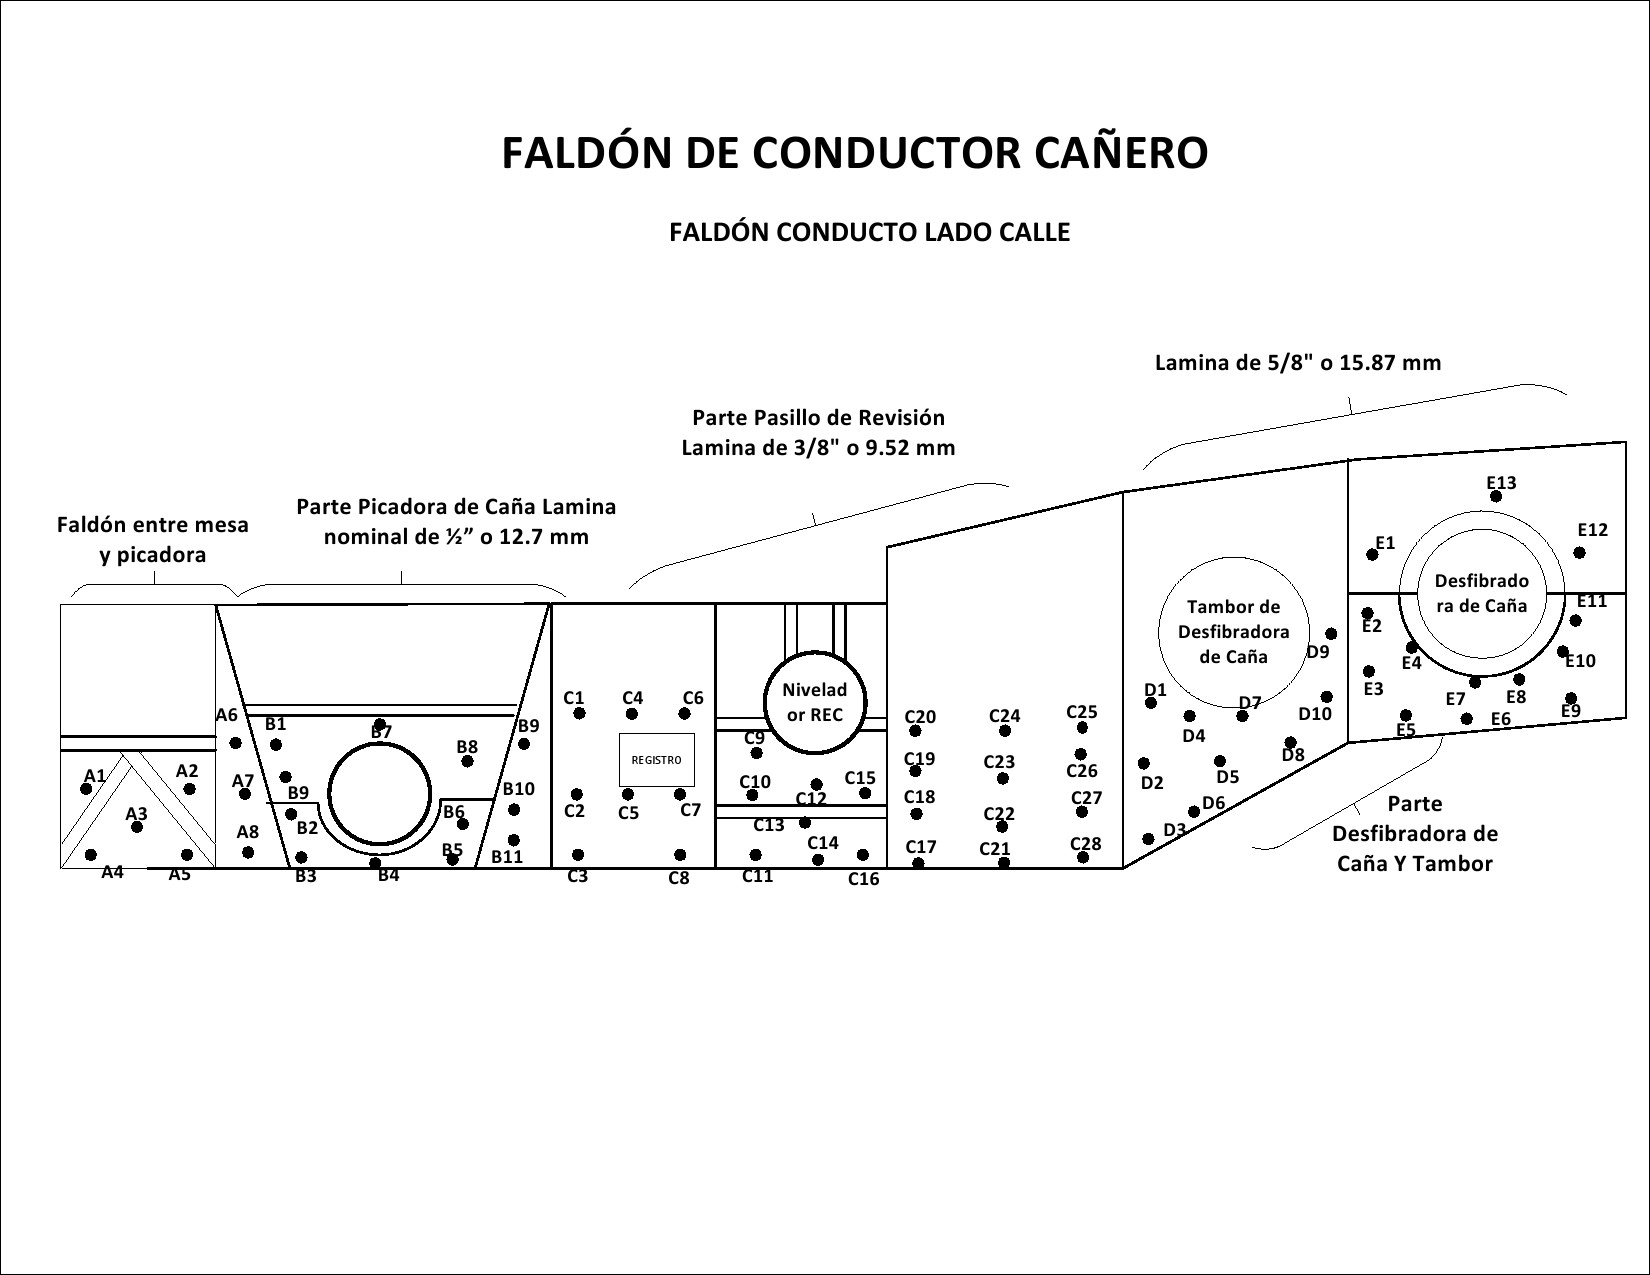 FALDÓN DE CONDUCTOR CAÑERO
FALDÓN CONDUCTO LADO CALLE
Lamina de 5/8" o 15.87 mm
Parte Pasillo de Revisión
Lamina de 3/8" o 9.52 mm
Parte Picadora de Caña Lamina
nominal de ½” o 12.7 mm
Faldón entre mesa
y picadora
A1
A2
A3
A4
A5
A6
A7
A8
B1
B9
B2
B3
B4
B5
B6
B7
B8
B9
B10
B11
C1
C4
C6
REGISTRO
C2
C5
C7
C3
C8
Nivelad
or REC
C9
C10
C12
C15
C13
C14
C11
C16
C20
C24
C25
C19
C23
C26
C18
C22
C27
C17
C21
C28
Tambor de
Desfibradora
de Caña
D1
D4
D7
D9
D10
D2
D5
D8
D6
D3
E13
E12
E1
Desfibrado
ra de Caña
E11
E2
E4
E10
E3
E7
E8
E9
E5
E6
Parte
Desfibradora de
Caña Y Tambor